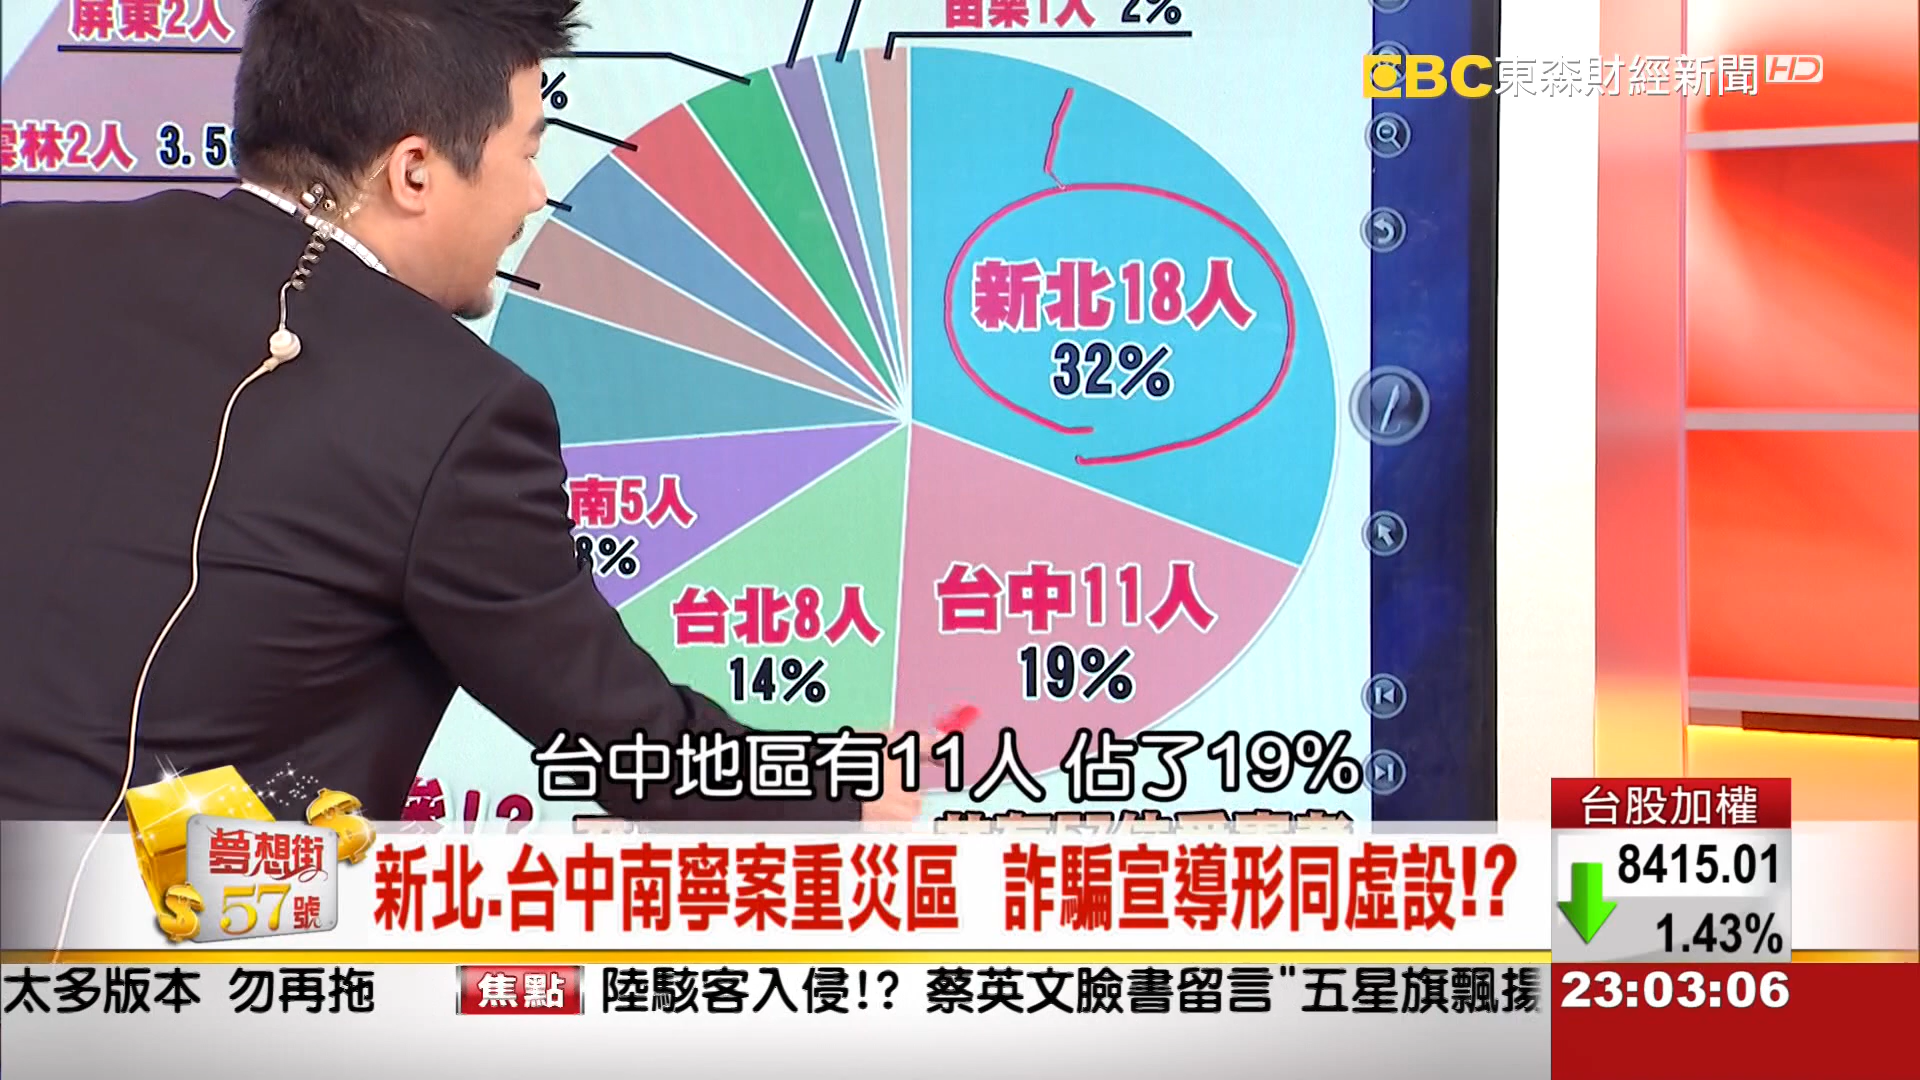 屏東2人
苗栗1人 2%
EBC東森財經新聞HD
%
雲林2人 3.5
新北18人
32%
南5人
8%
台北8人
14%
台中11人
19%
台中地區有11人 佔了19%
夢想街
57號
新北.台中南寧案重災區 詐騙宣導形同虛設!?
台股加權
8415.01
1.43%
太多版本 勿再拖
焦點
陸駭客入侵!? 蔡英文臉書留言"五星旗飄揚
23:03:06